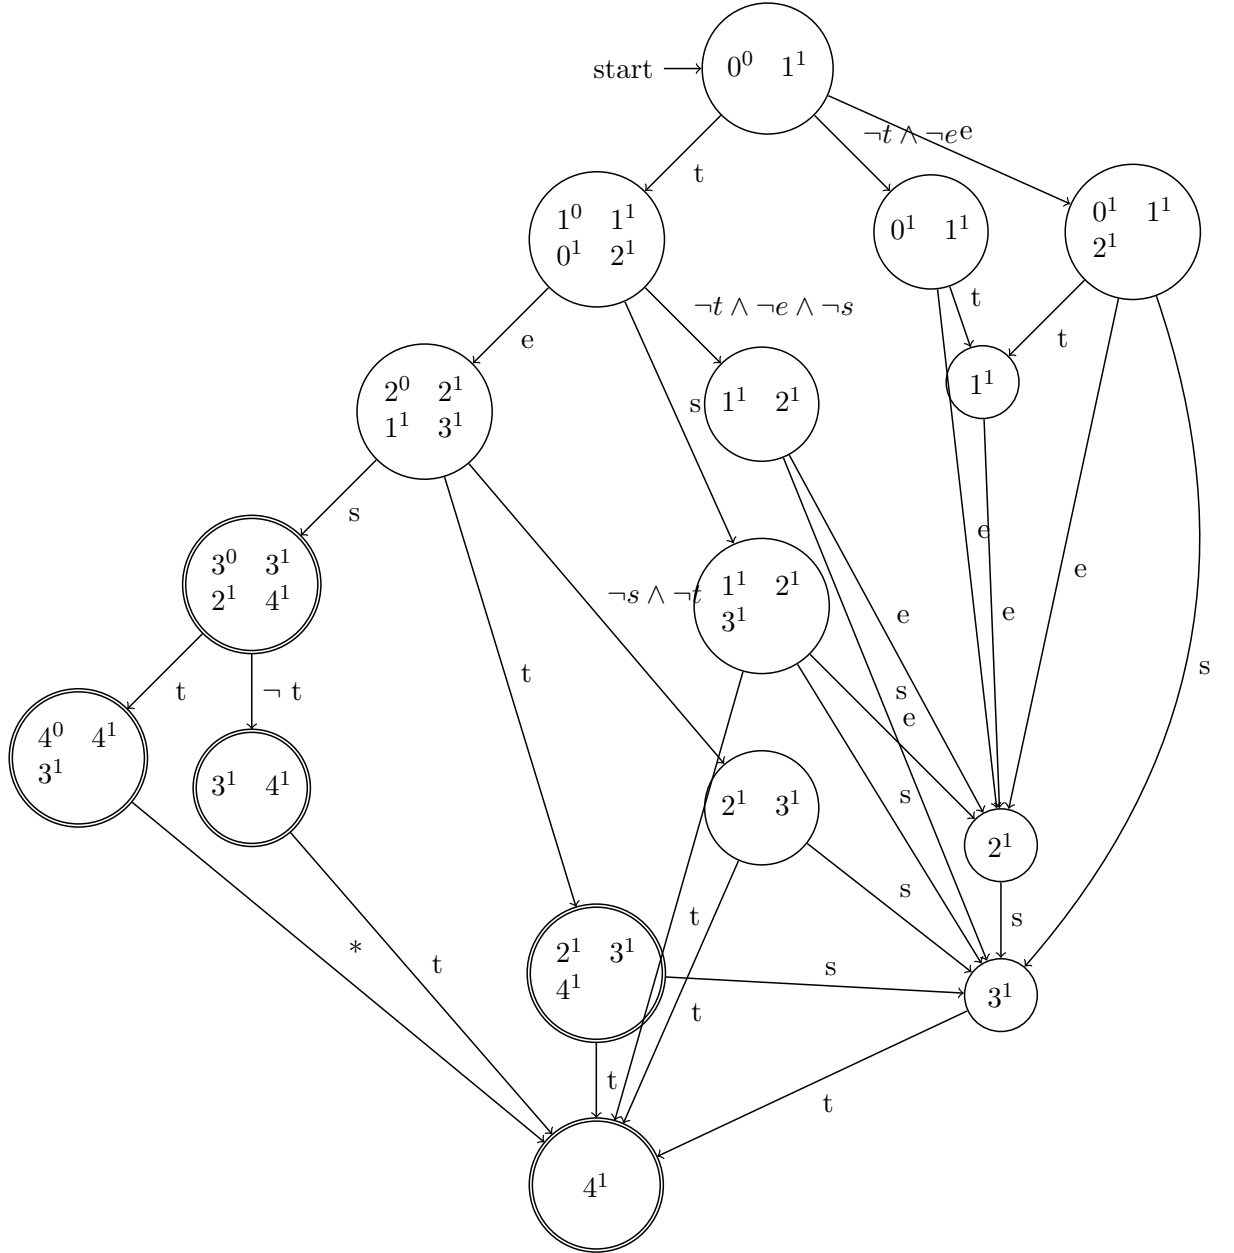 start
0⁰ 1¹
¬t ∧ ¬e
e
t
1⁰ 1¹
0¹ 2¹
0¹ 1¹
0¹ 1¹
2¹
t
¬t ∧ ¬e ∧ ¬s
e
t
2⁰ 2¹
1¹ 3¹
s
1¹ 2¹
1¹
s
e
3⁰ 3¹
2¹ 4¹
e
¬s ∧ ¬t
1¹ 2¹
3¹
e
e
s
t
t
¬ t
s
e
4⁰ 4¹
3¹
3¹ 4¹
2¹ 3¹
s
2¹
s
t
s
*
t
2¹ 3¹
4¹
s
3¹
t
t
t
4¹